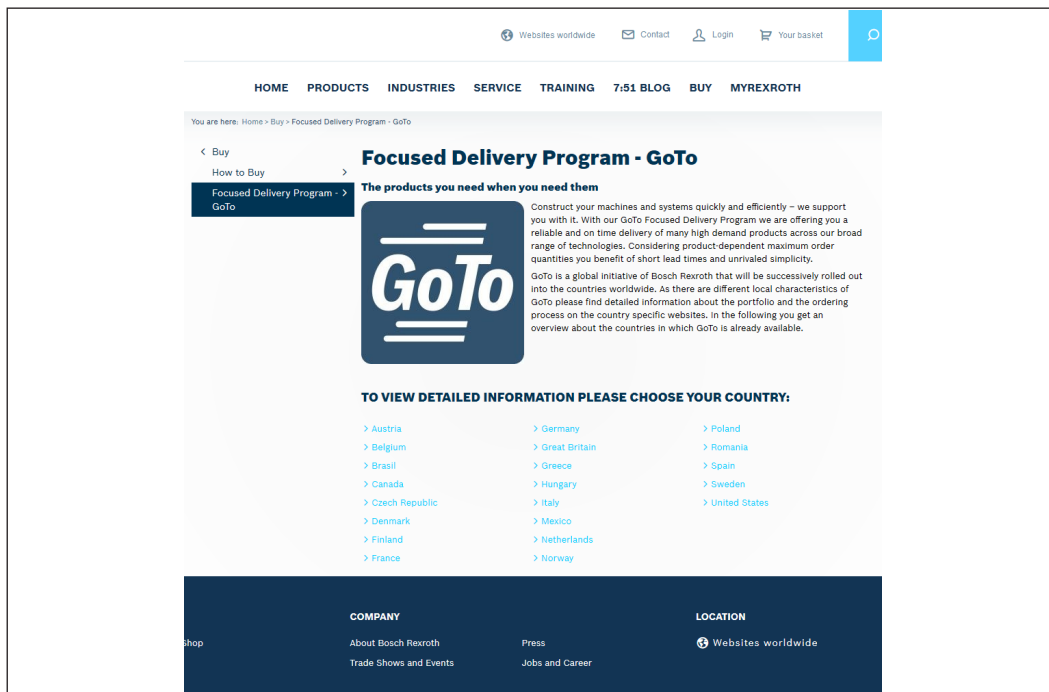 Websites worldwide Contact Login Your basket
HOME PRODUCTS INDUSTRIES SERVICE TRAINING 7:51 BLOG BUY MYREXROTH
You are here: Home > Buy > Focused Delivery Program - GoTo
< Buy
How to Buy >
Focused Delivery Program - >
GoTo
Focused Delivery Program - GoTo
The products you need when you need them
GoTo
Construct your machines and systems quickly and efficiently – we support
you with it. With our GoTo Focused Delivery Program we are offering you a
reliable and on time delivery of many high demand products across our broad
range of technologies. Considering product-dependent maximum order
quantities you benefit of short lead times and unrivaled simplicity.
GoTo is a global initiative of Bosch Rexroth that will be successively rolled out
into the countries worldwide. As there are different local characteristics of
GoTo please find detailed information about the portfolio and the ordering
process on the country specific websites. In the following you get an
overview about the countries in which GoTo is already available.
TO VIEW DETAILED INFORMATION PLEASE CHOOSE YOUR COUNTRY:
> Austria
> Belgium
> Brasil
> Canada
> Czech Republic
> Denmark
> Finland
> France
> Germany
> Great Britain
> Greece
> Hungary
> Italy
> Mexico
> Netherlands
> Norway
> Poland
> Romania
> Spain
> Sweden
> United States
Shop
COMPANY
About Bosch Rexroth
Trade Shows and Events
Press
Jobs and Career
LOCATION
Websites worldwide